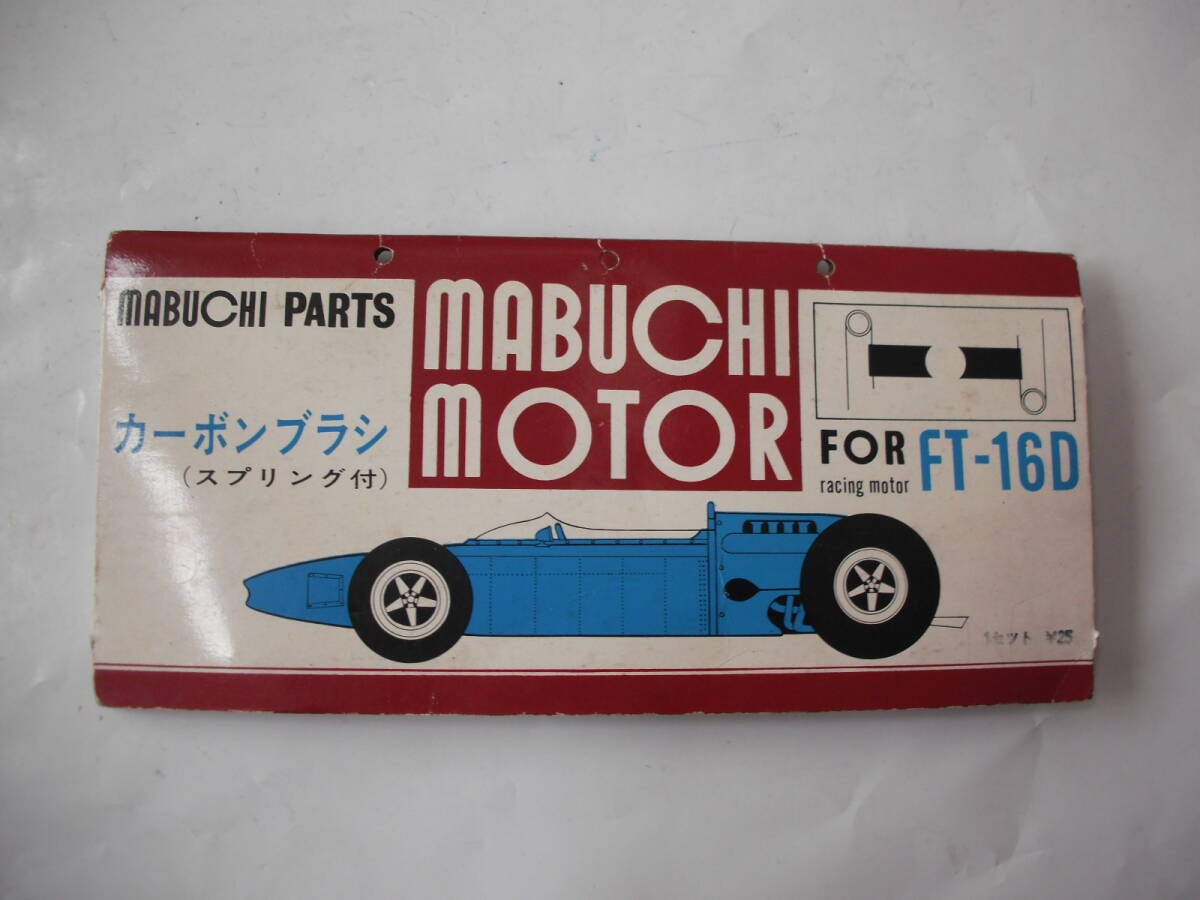 MABUCHI PARTS
カーボンブラシ
(スプリング付)
MABUCHI
MOTOR
FOR
racing motor
FT-16D
1セット ¥25